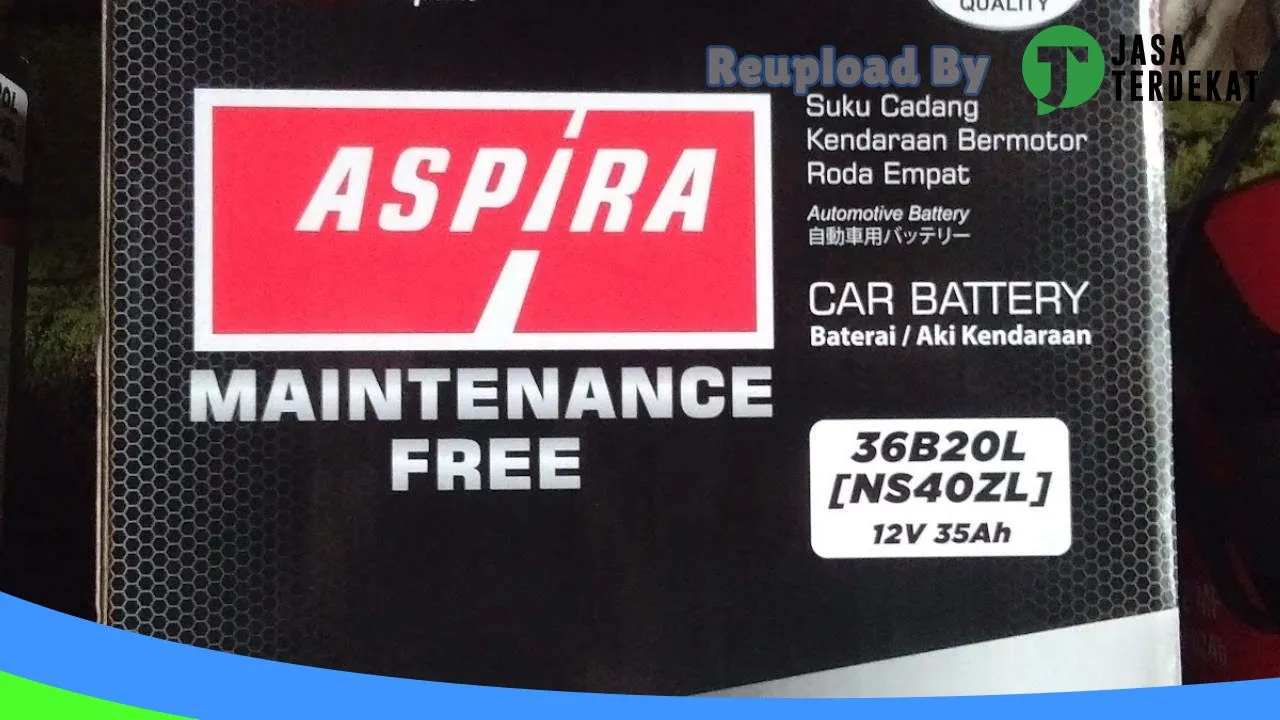 QUALITY
Reupload By
JASA
TERDEKAT
ASPIRA
MAINTENANCE
FREE
Suku Cadang
Kendaraan Bermotor
Roda Empat
Automotive Battery
自動車用バッテリー
CAR BATTERY
Baterai / Aki Kendaraan
36B20L
[NS40ZL]
12V 35Ah